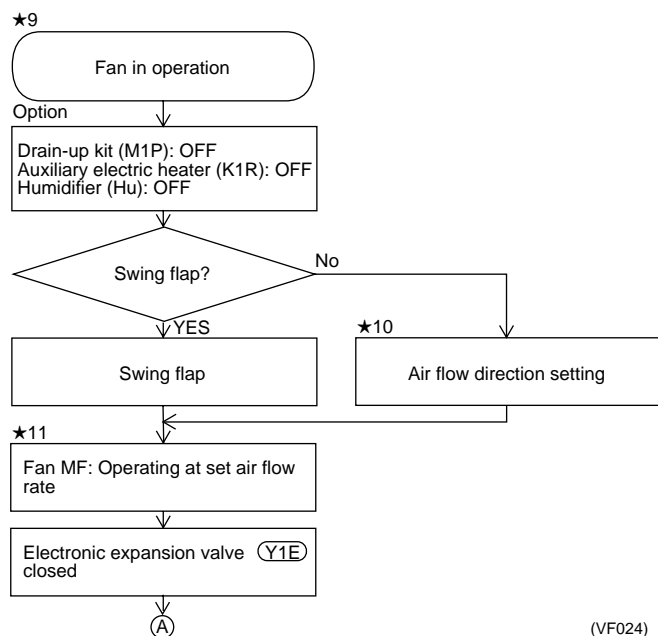 ★9
Fan in operation
Option
Drain-up kit (M1P): OFF
Auxiliary electric heater (K1R): OFF
Humidifier (Hu): OFF
Swing flap?
No
YES
★10
Swing flap
Air flow direction setting
★11
Fan MF: Operating at set air flow
rate
Electronic expansion valve Y1E
closed
A
(VF024)